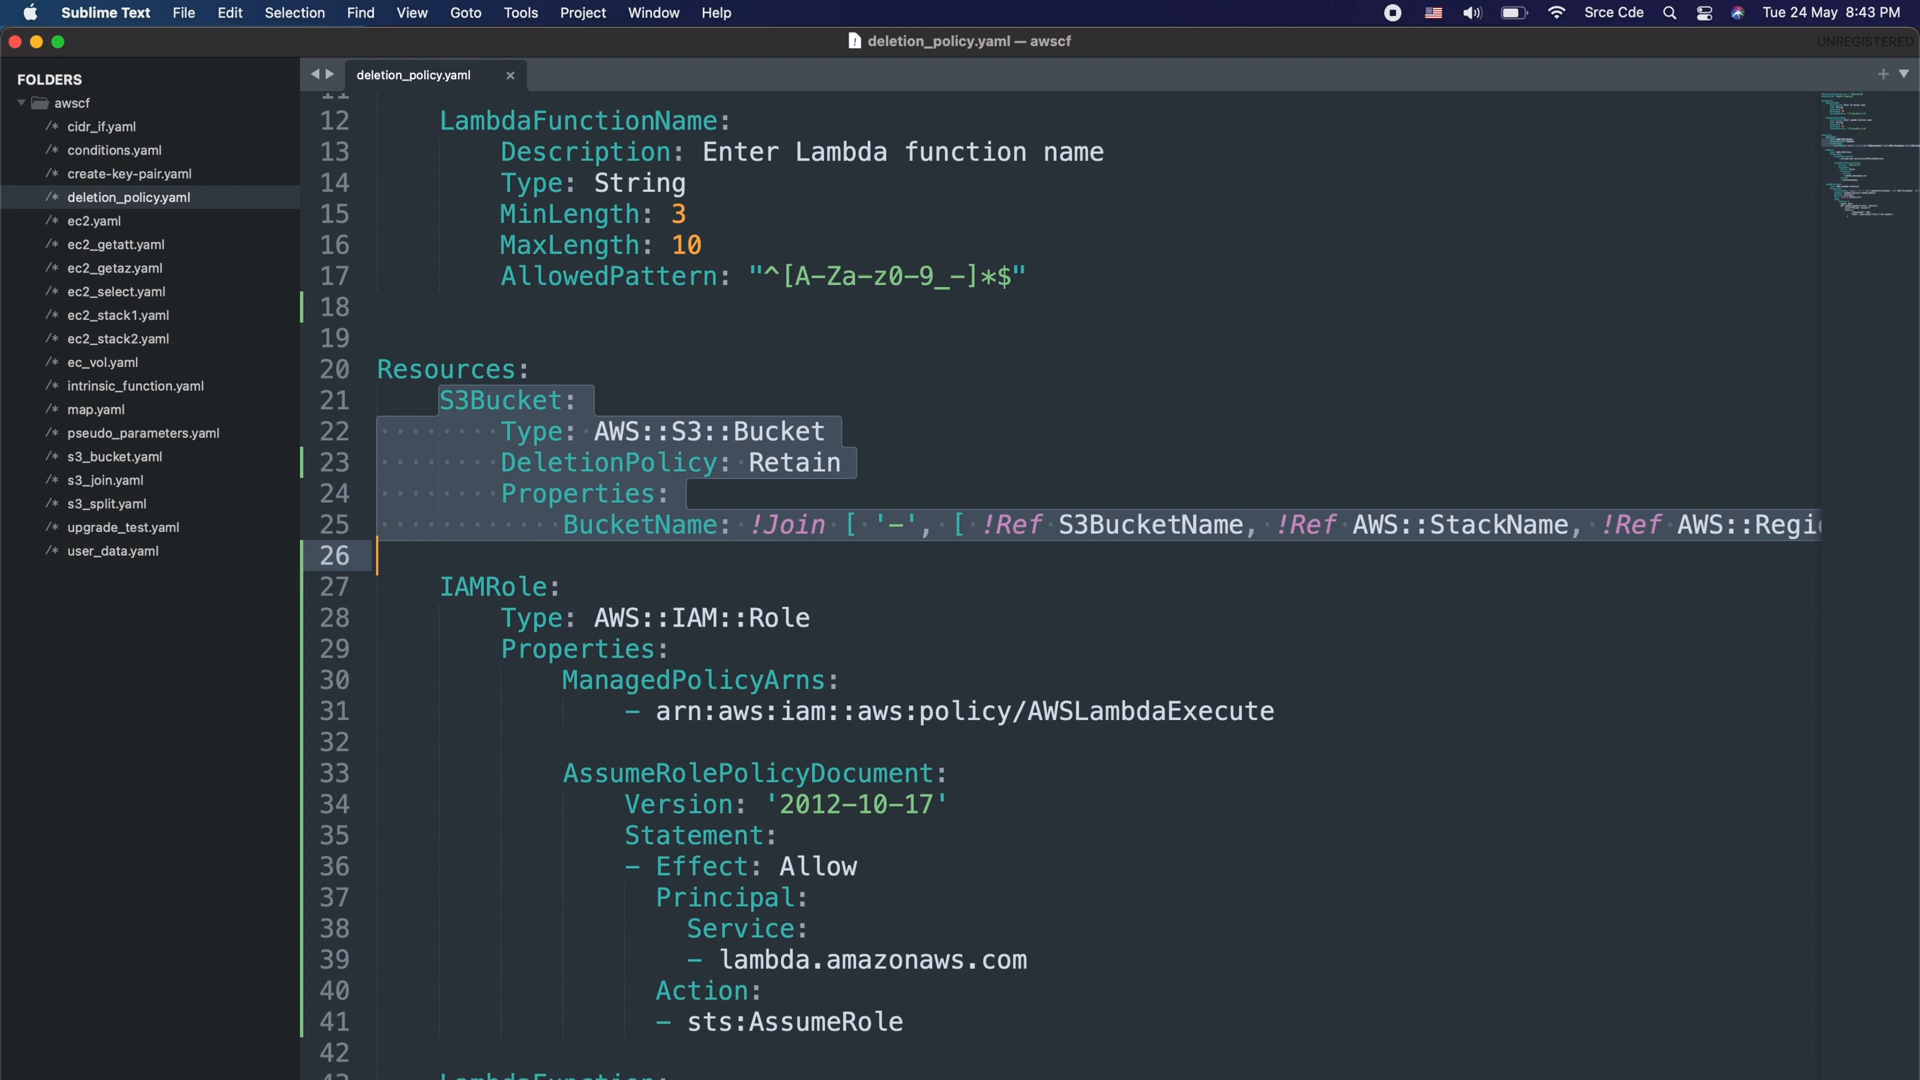 Sublime Text File Edit Selection Find View Goto Tools Project Window Help Srce Cde Tue 24 May 8:43 PM
deletion_policy.yaml — awscf UNREGISTERED
FOLDERS
awscf
/* cidr_if.yaml
/* conditions.yaml
/* create-key-pair.yaml
/* deletion_policy.yaml
/* ec2.yaml
/* ec2_getatt.yaml
/* ec2_getaz.yaml
/* ec2_select.yaml
/* ec2_stack1.yaml
/* ec2_stack2.yaml
/* ec_vol.yaml
/* intrinsic_function.yaml
/* map.yaml
/* pseudo_parameters.yaml
/* s3_bucket.yaml
/* s3_join.yaml
/* s3_split.yaml
/* upgrade_test.yaml
/* user_data.yaml
deletion_policy.yaml ×
11
12 LambdaFunctionName:
13 Description: Enter Lambda function name
14 Type: String
15 MinLength: 3
16 MaxLength: 10
17 AllowedPattern: "^[A-Za-z0-9_-]*$"
18
19
20 Resources:
21 S3Bucket:
22 Type: AWS::S3::Bucket
23 DeletionPolicy: Retain
24 Properties:
25 BucketName: !Join [ '-', [ !Ref S3BucketName, !Ref AWS::StackName, !Ref AWS::Regi
26
27 IAMRole:
28 Type: AWS::IAM::Role
29 Properties:
30 ManagedPolicyArns:
31 - arn:aws:iam::aws:policy/AWSLambdaExecute
32
33 AssumeRolePolicyDocument:
34 Version: '2012-10-17'
35 Statement:
36 - Effect: Allow
37 Principal:
38 Service:
39 - lambda.amazonaws.com
40 Action:
41 - sts:AssumeRole
42
43 LambdaFunction: